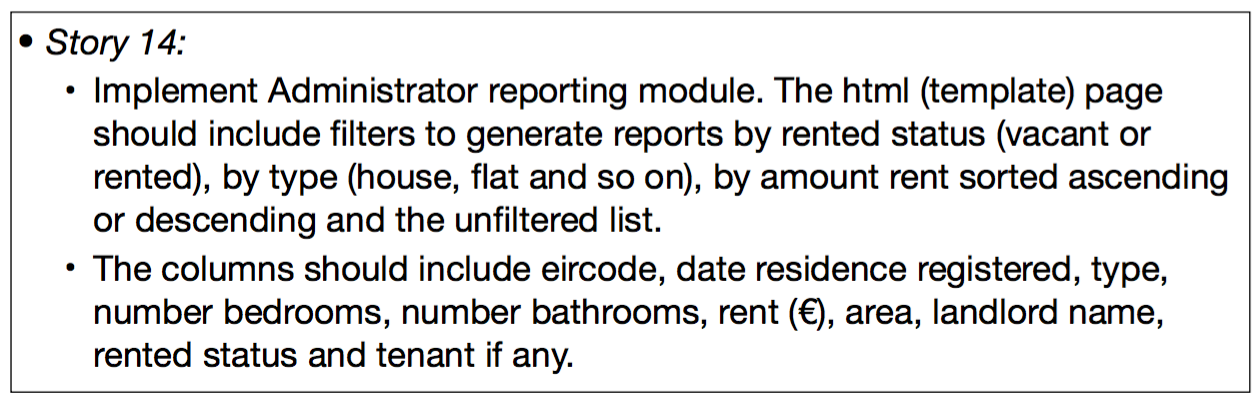 • Story 14:
• Implement Administrator reporting module. The html (template) page
should include filters to generate reports by rented status (vacant or
rented), by type (house, flat and so on), by amount rent sorted ascending
or descending and the unfiltered list.
• The columns should include eircode, date residence registered, type,
number bedrooms, number bathrooms, rent (€), area, landlord name,
rented status and tenant if any.